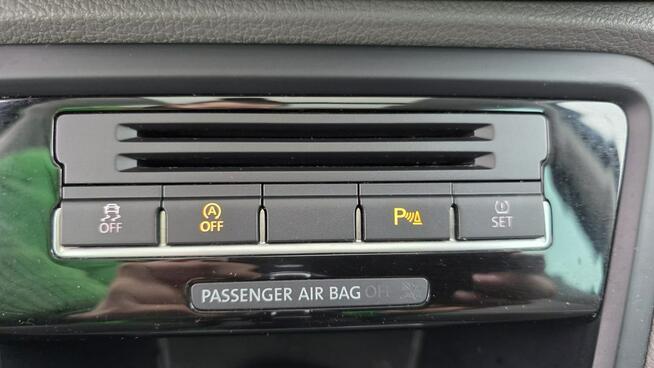 OFF
A
OFF
P
SET
PASSENGER AIR BAG OFF